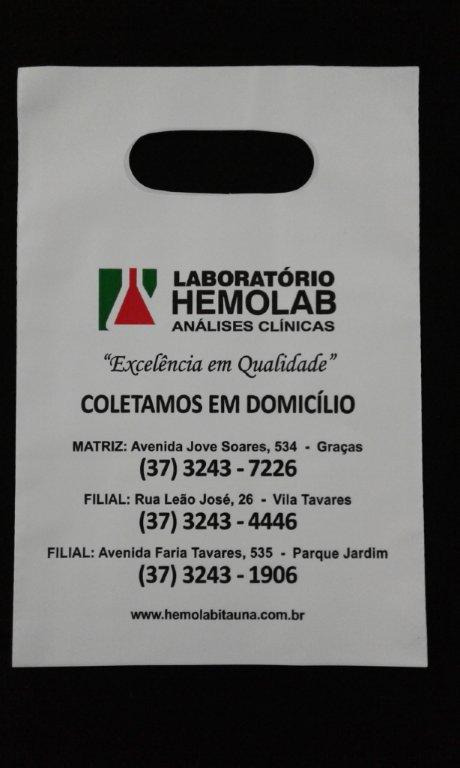 LABORATÓRIO
HEMOLAB
ANÁLISES CLÍNICAS
"Excelência em Qualidade"
COLETAMOS EM DOMICÍLIO
MATRIZ: Avenida Jove Soares, 534 - Graças
(37) 3243 - 7226
FILIAL: Rua Leão José, 26 - Vila Tavares
(37) 3243 - 4446
FILIAL: Avenida Faria Tavares, 535 - Parque Jardim
(37) 3243 - 1906
www.hemolabitauna.com.br